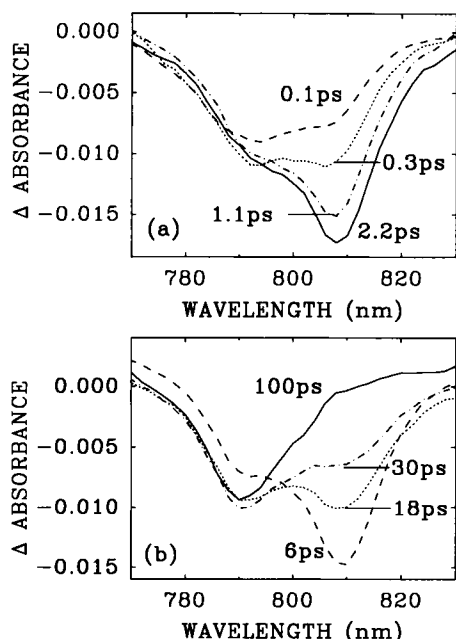 0.000
0.1ps
-0.005
Δ ABSORBANCE
-0.010
0.3ps
1.1ps
-0.015
(a)
2.2ps
780 800 820
WAVELENGTH (nm)
0.000
100ps
-0.005
Δ ABSORBANCE
30ps
-0.010
18ps
(b)
6ps
-0.015
780 800 820
WAVELENGTH (nm)